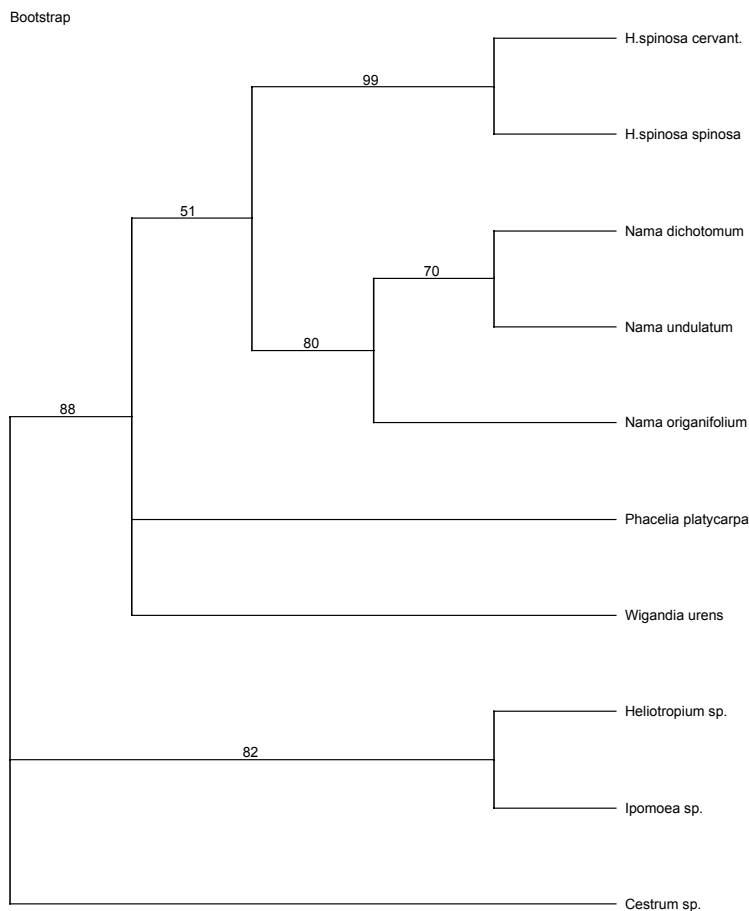 Bootstrap
H.spinosa cervant.
99
H.spinosa spinosa
51
Nama dichotomum
70
Nama undulatum
80
88
Nama origanifolium
Phacelia platycarpa
Wigandia urens
Heliotropium sp.
82
Ipomoea sp.
Cestrum sp.